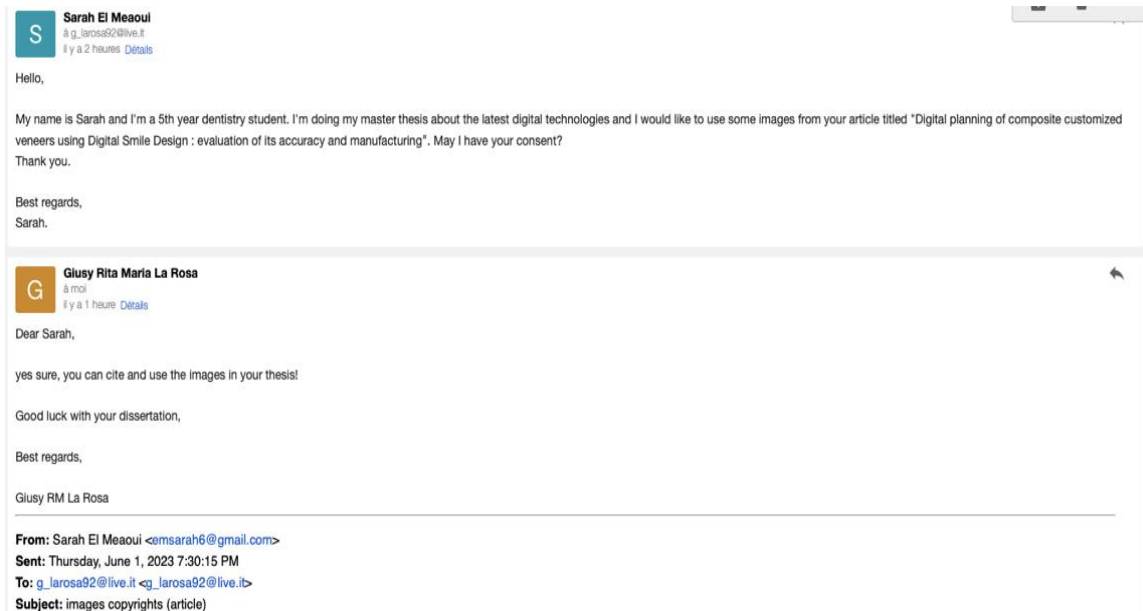 S
Sarah El Meaoui
à g_larosa92@live.it
il y a 2 heures Détails
Hello,
My name is Sarah and I'm a 5th year dentistry student. I'm doing my master thesis about the latest digital technologies and I would like to use some images from your article titled "Digital planning of composite customized
veneers using Digital Smile Design : evaluation of its accuracy and manufacturing". May I have your consent?
Thank you.
Best regards,
Sarah.
G
Giusy Rita Maria La Rosa
à moi
il y a 1 heure Détails
Dear Sarah,
yes sure, you can cite and use the images in your thesis!
Good luck with your dissertation,
Best regards,
Giusy RM La Rosa
From: Sarah El Meaoui <emsarah6@gmail.com>
Sent: Thursday, June 1, 2023 7:30:15 PM
To: g_larosa92@live.it <g_larosa92@live.it>
Subject: images copyrights (article)